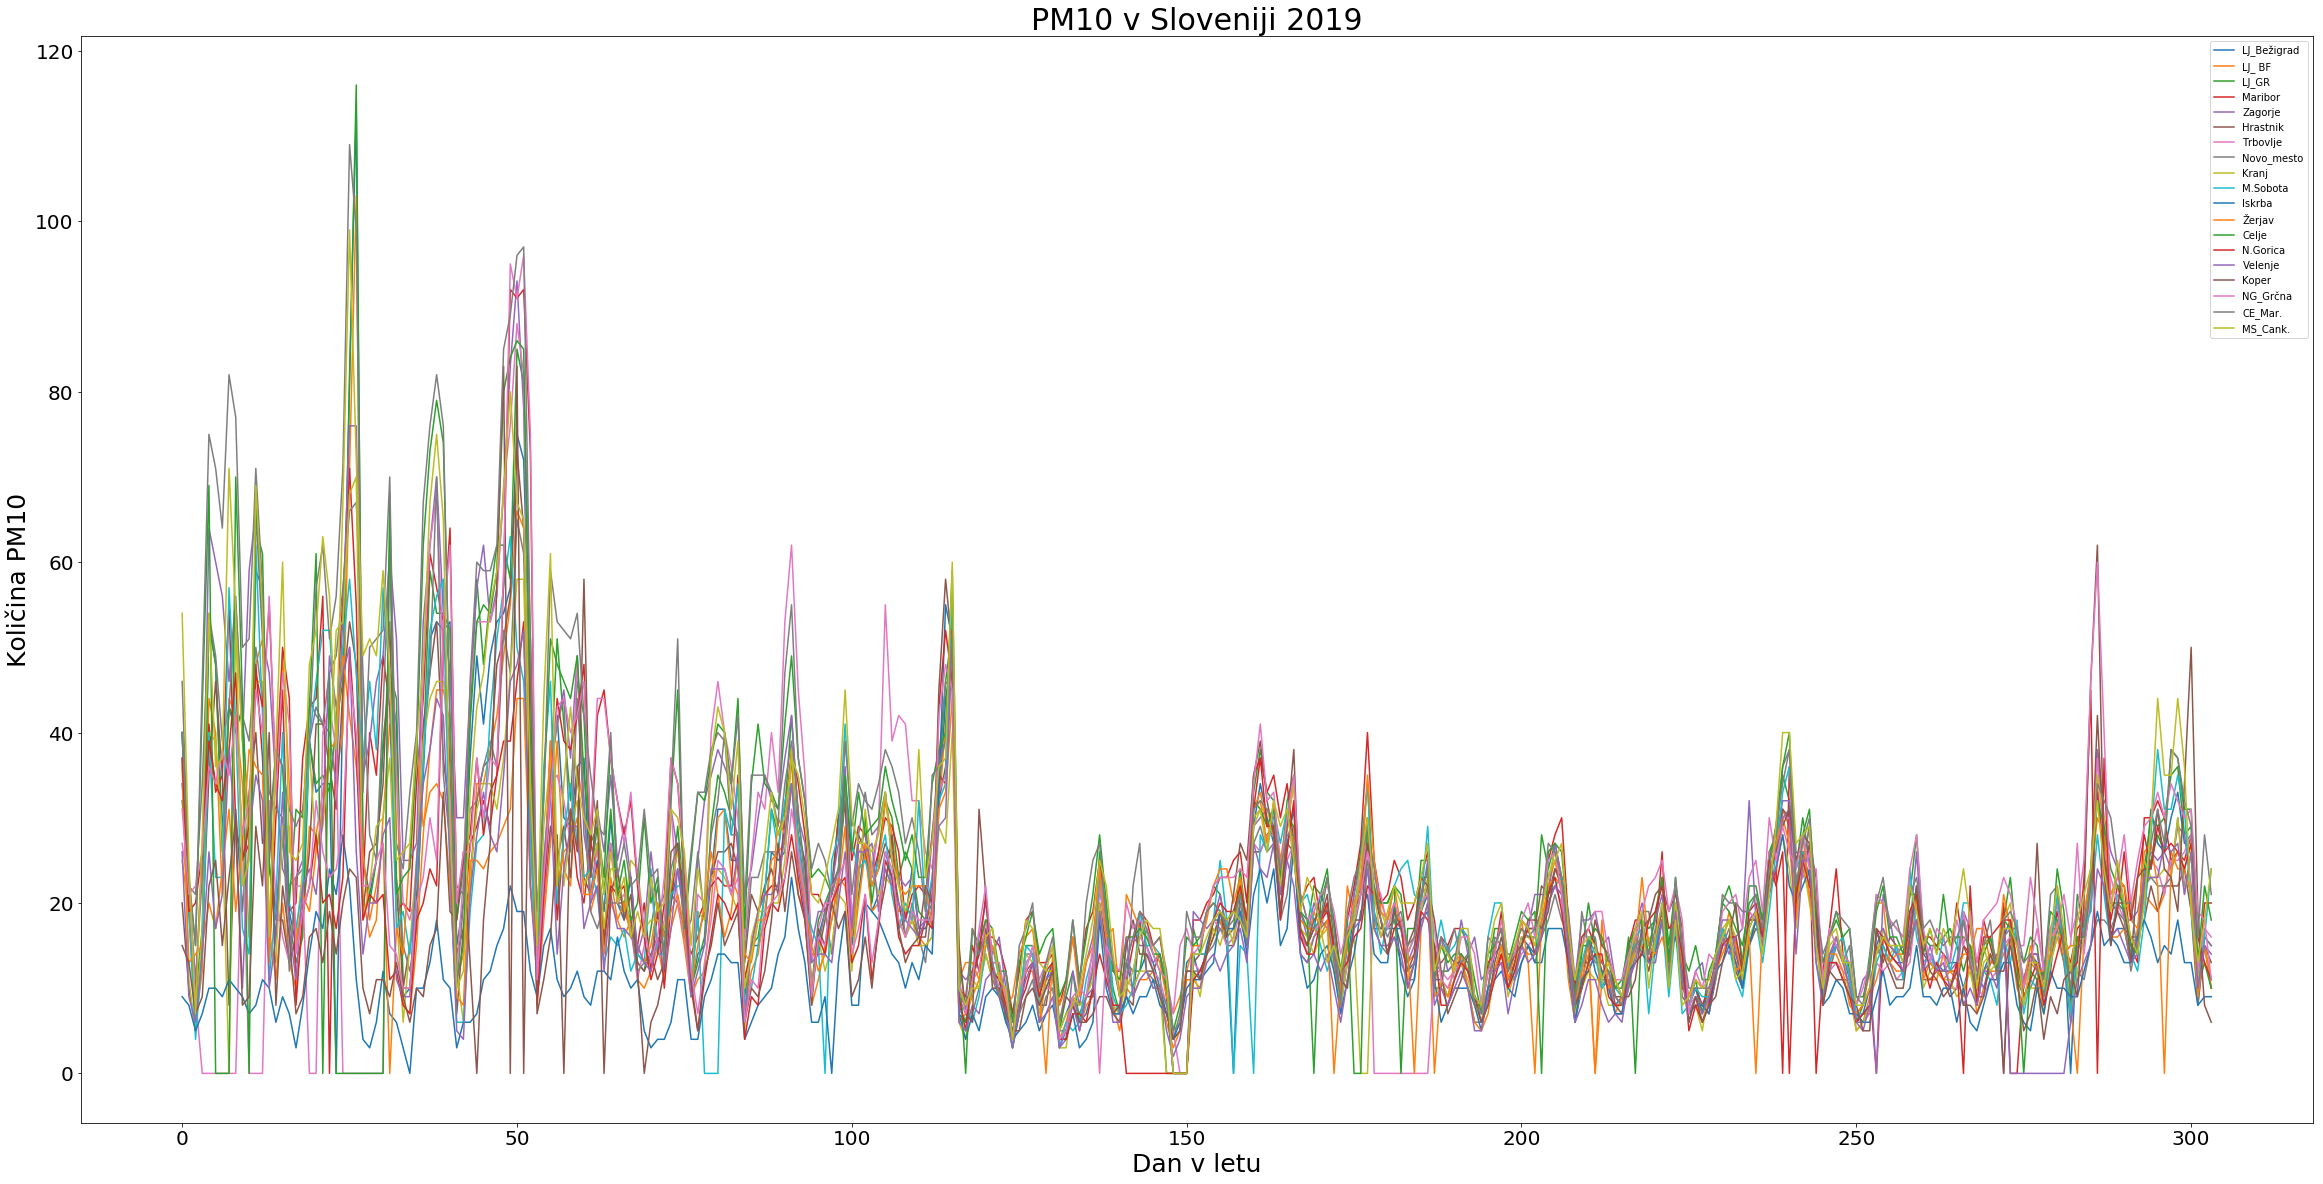 PM10 v Sloveniji 2019
120
100
80
60
40
20
0
Količina PM10
LJ_Bežigrad
LJ_ BF
LJ_GR
Maribor
Zagorje
Hrastnik
Trbovlje
Novo_mesto
Kranj
M.Sobota
Iskrba
Žerjav
Celje
N.Gorica
Velenje
Koper
NG_Grčna
CE_Mar.
MS_Cank.
0 50 100 150 200 250 300
Dan v letu